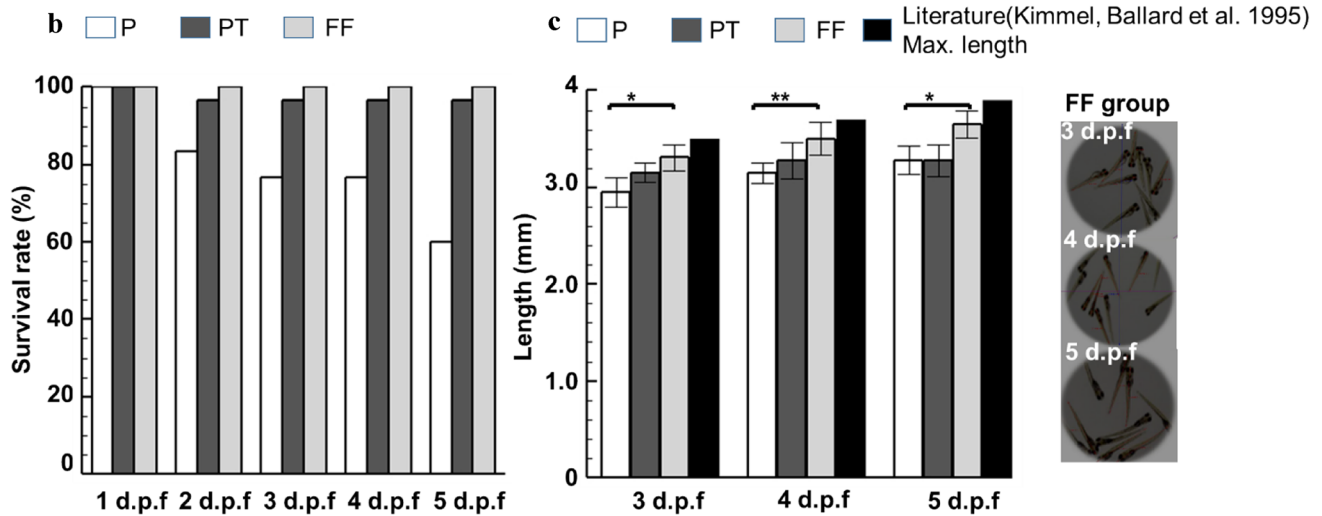 b P PT FF
100
80
60
40
20
0
Survival rate (%)
1 d.p.f 2 d.p.f 3 d.p.f 4 d.p.f 5 d.p.f
c P PT FF Literature(Kimmel, Ballard et al. 1995)
Max. length
4
3.0
2.0
1.0
0
Length (mm)
* ** *
3 d.p.f 4 d.p.f 5 d.p.f
FF group
3 d.p.f
4 d.p.f
5 d.p.f